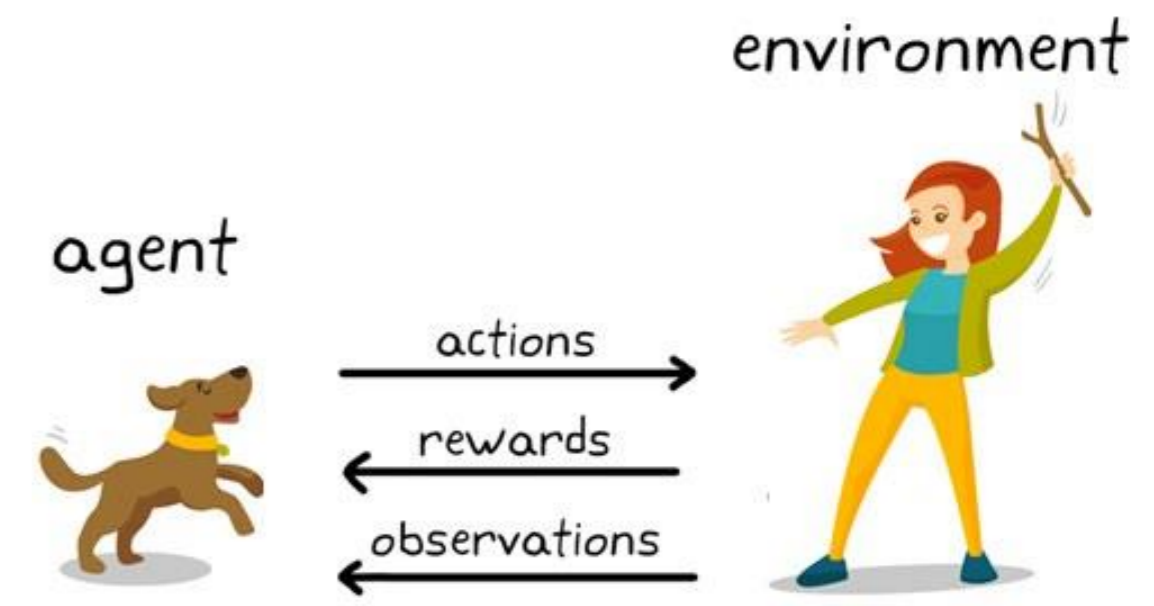 environment
agent
actions
rewards
observations